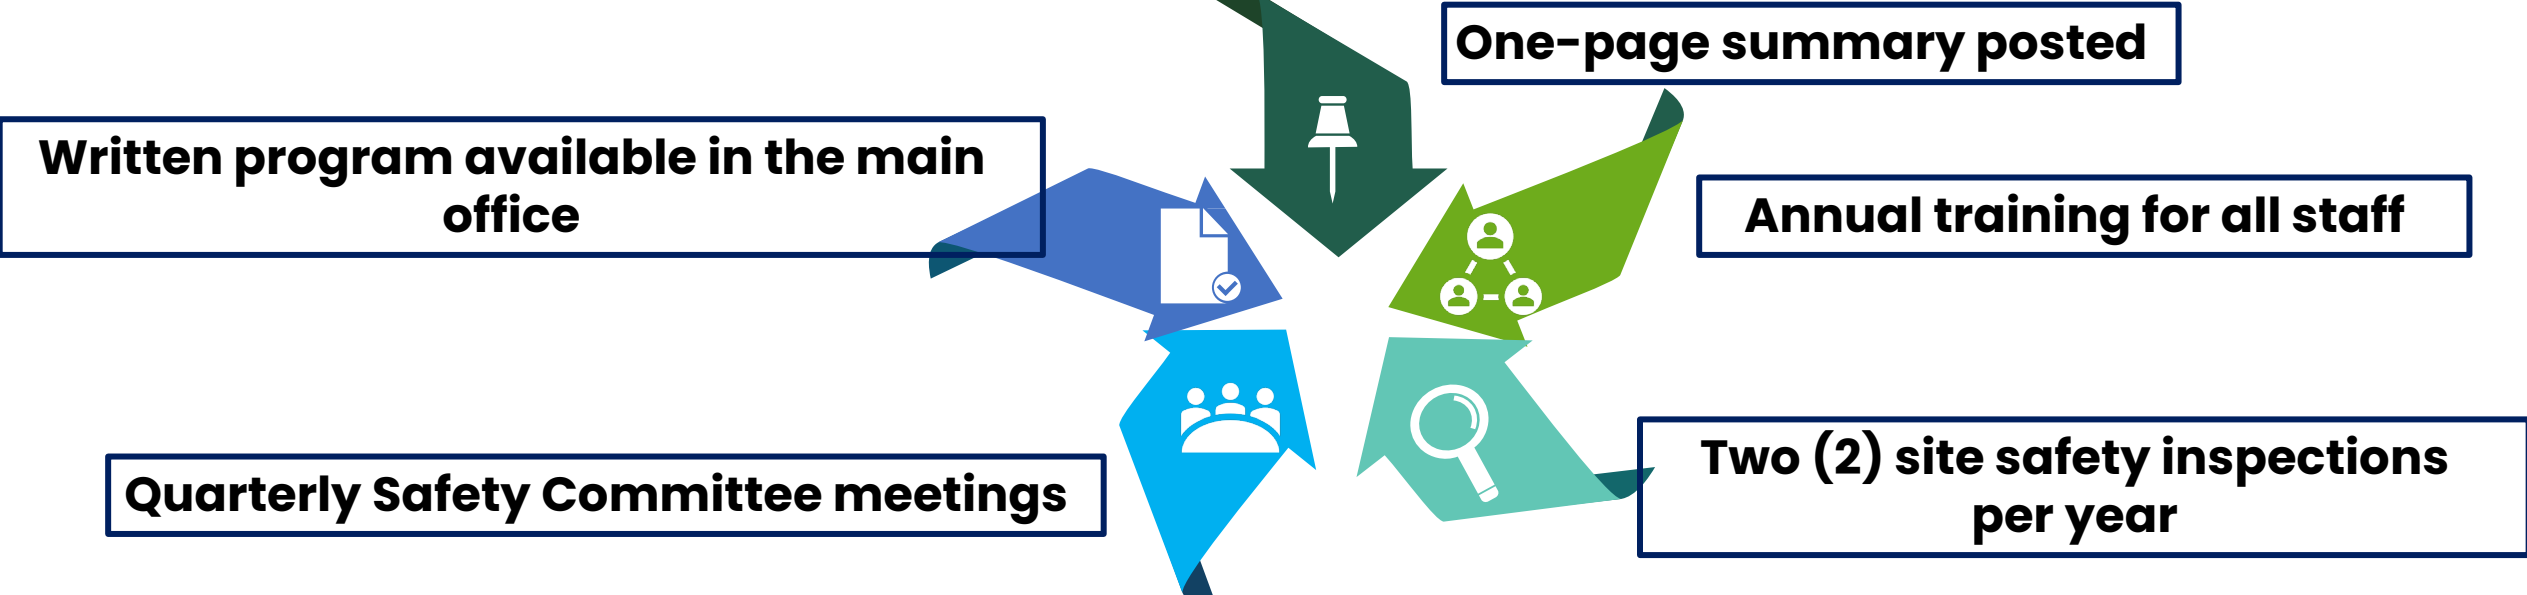 One-page summary posted
Written program available in the main
office
Annual training for all staff
Quarterly Safety Committee meetings
Two (2) site safety inspections
per year